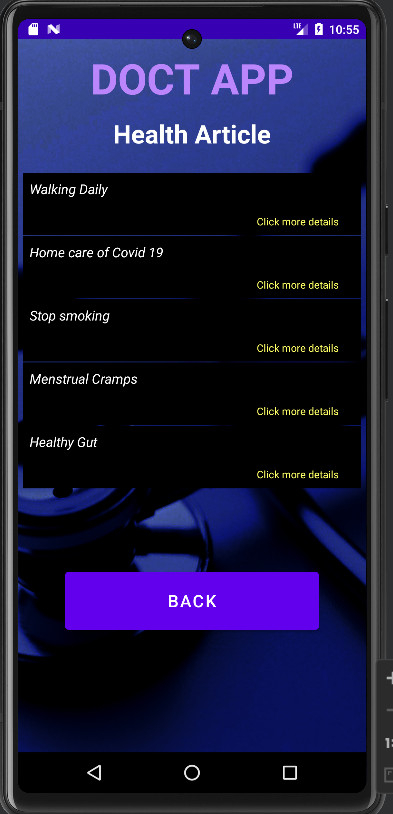 LTE 10:55
DOCT APP
Health Article
Walking Daily
Click more details
Home care of Covid 19
Click more details
Stop smoking
Click more details
Menstrual Cramps
Click more details
Healthy Gut
Click more details
BACK